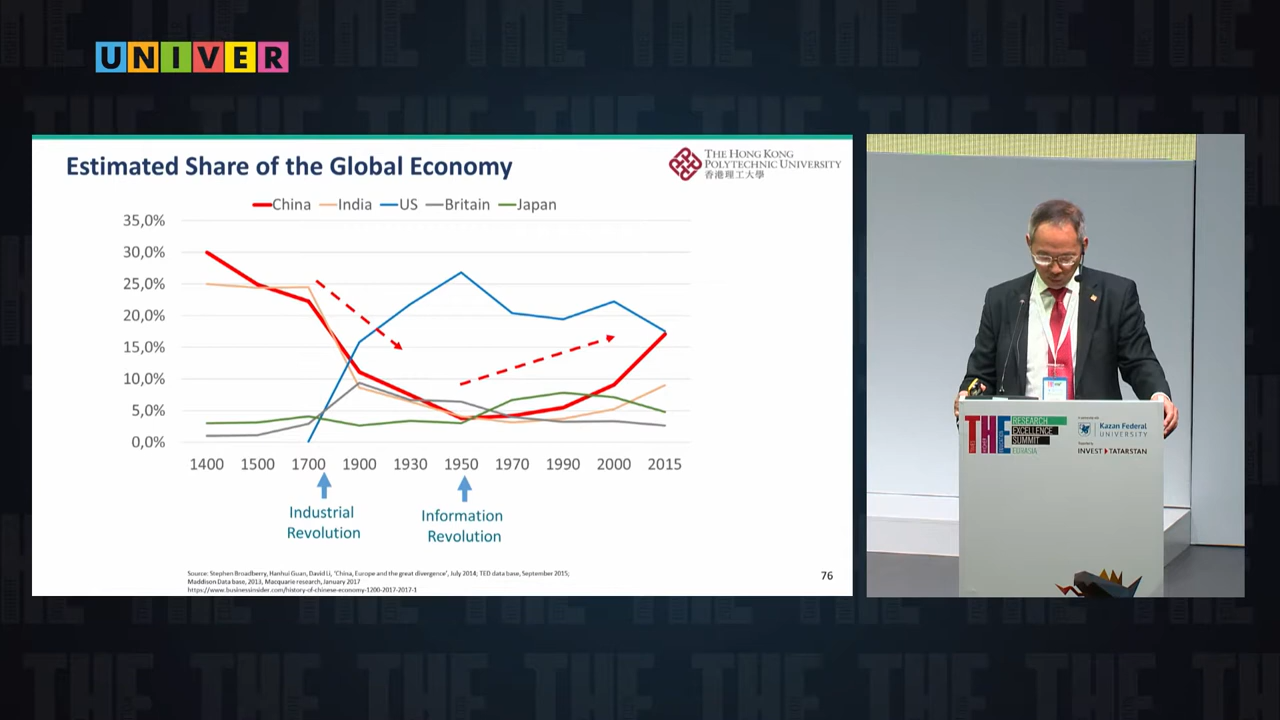 UNIVER
Estimated Share of the Global Economy
THE HONG KONG
POLYTECHNIC UNIVERSITY
香港理工大學
China India US Britain Japan
35,0%
30,0%
25,0%
20,0%
15,0%
10,0%
5,0%
0,0%
1400 1500 1700 1900 1930 1950 1970 1990 2000 2015
Industrial
Revolution
Information
Revolution
Source: Stephen Broadberry, Hanhui Guan, David Li, 'China, Europe and the great divergence', July 2014; TED data base, September 2015;
Maddison Data base, 2013, Macquarie research, January 2017
https://www.businessinsider.com/history-of-chinese-economy-1200-2017-2017-1
76
THE
RESEARCH
EXCELLENCE
SUMMIT
EURASIA
Kazan Federal
UNIVERSITY
INVEST TATARSTAN